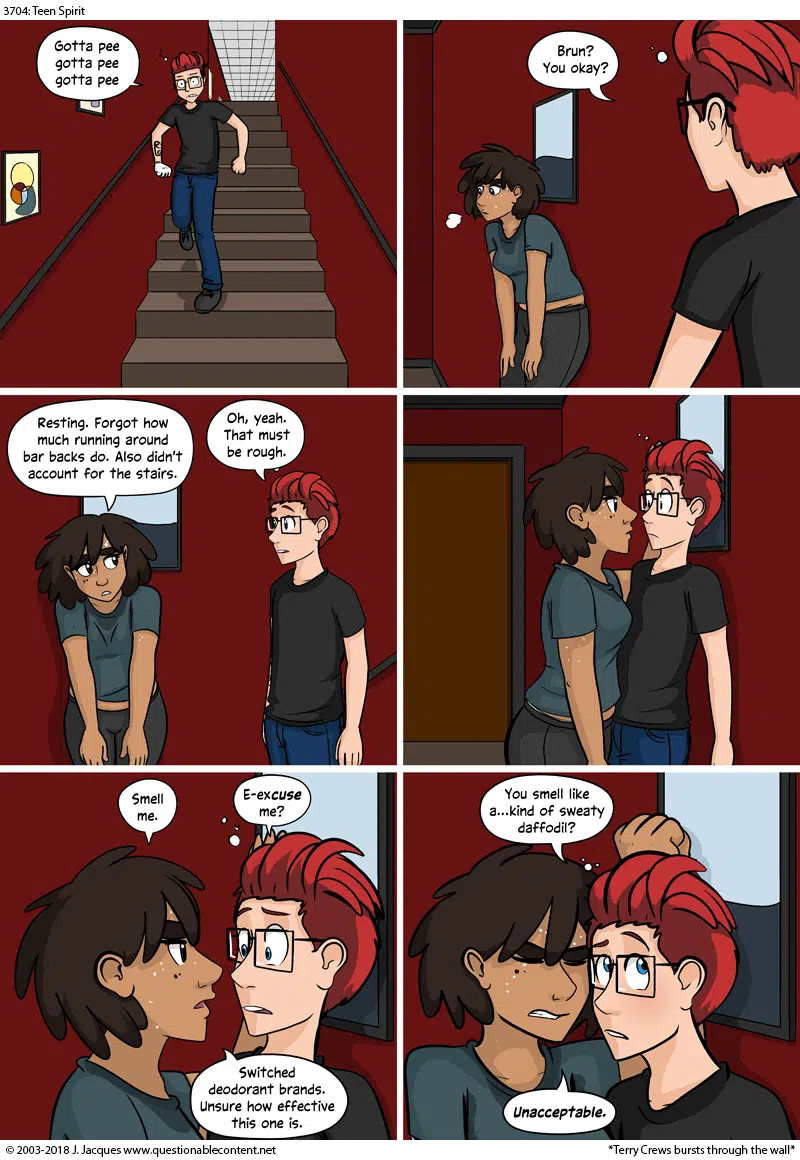 3704: Teen Spirit
Gotta pee
gotta pee
gotta pee
Brun?
You okay?
Resting. Forgot how
much running around
bar backs do. Also didn't
account for the stairs.
Oh, yeah.
That must
be rough.
Smell
me.
E-excuse
me?
Switched
deodorant brands.
Unsure how effective
this one is.
You smell like
a...kind of sweaty
daffodil?
Unacceptable.
© 2003-2018 J. Jacques www.questionablecontent.net
*Terry Crews bursts through the wall*